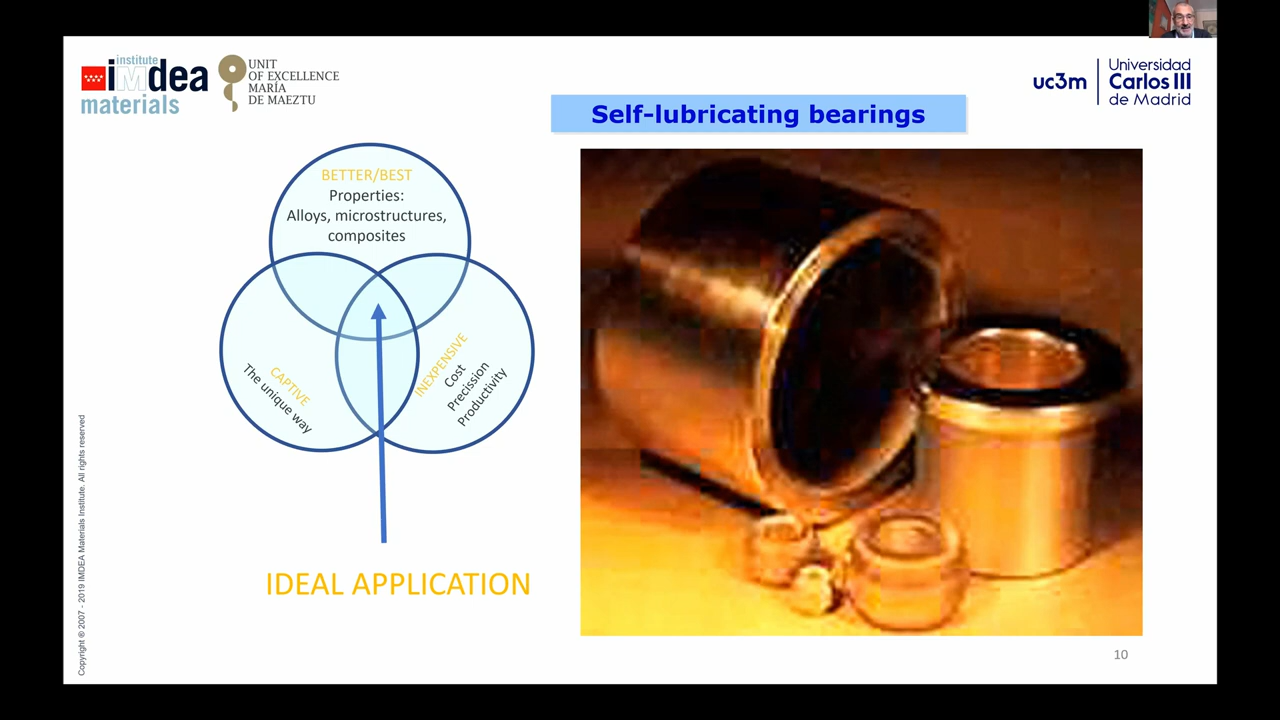 institute
iMdea
materials
UNIT
OF EXCELLENCE
MARÍA
DE MAEZTU
uc3m
Universidad
Carlos III
de Madrid
Self-lubricating bearings
BETTER/BEST
Properties:
Alloys, microstructures,
composites
CAPTIVE
The unique way
INEXPENSIVE
Cost
Precission
Productivity
IDEAL APPLICATION
Copyright ® 2007 - 2019 IMDEA Materials Institute. All rights reserved
10